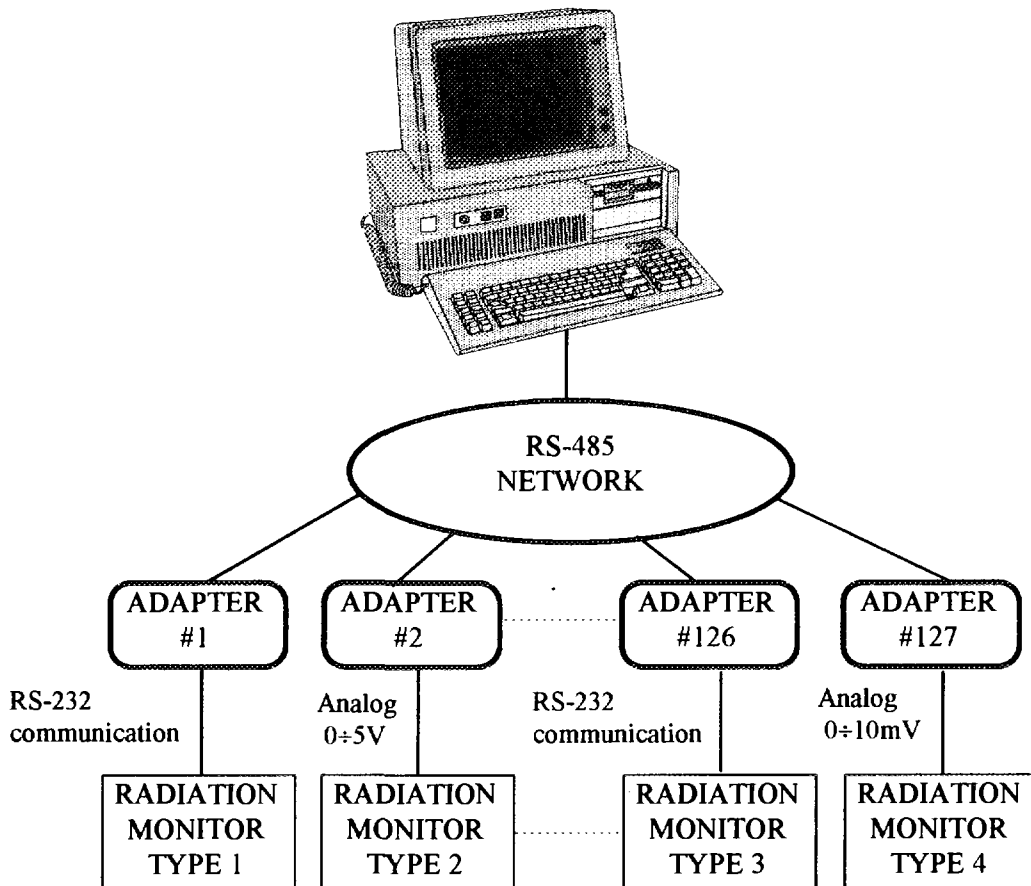 RS-485
NETWORK
ADAPTER
#1
ADAPTER
#2
ADAPTER
#126
ADAPTER
#127
RS-232
communication
Analog
0÷5V
RS-232
communication
Analog
0÷10mV
RADIATION
MONITOR
TYPE 1
RADIATION
MONITOR
TYPE 2
RADIATION
MONITOR
TYPE 3
RADIATION
MONITOR
TYPE 4